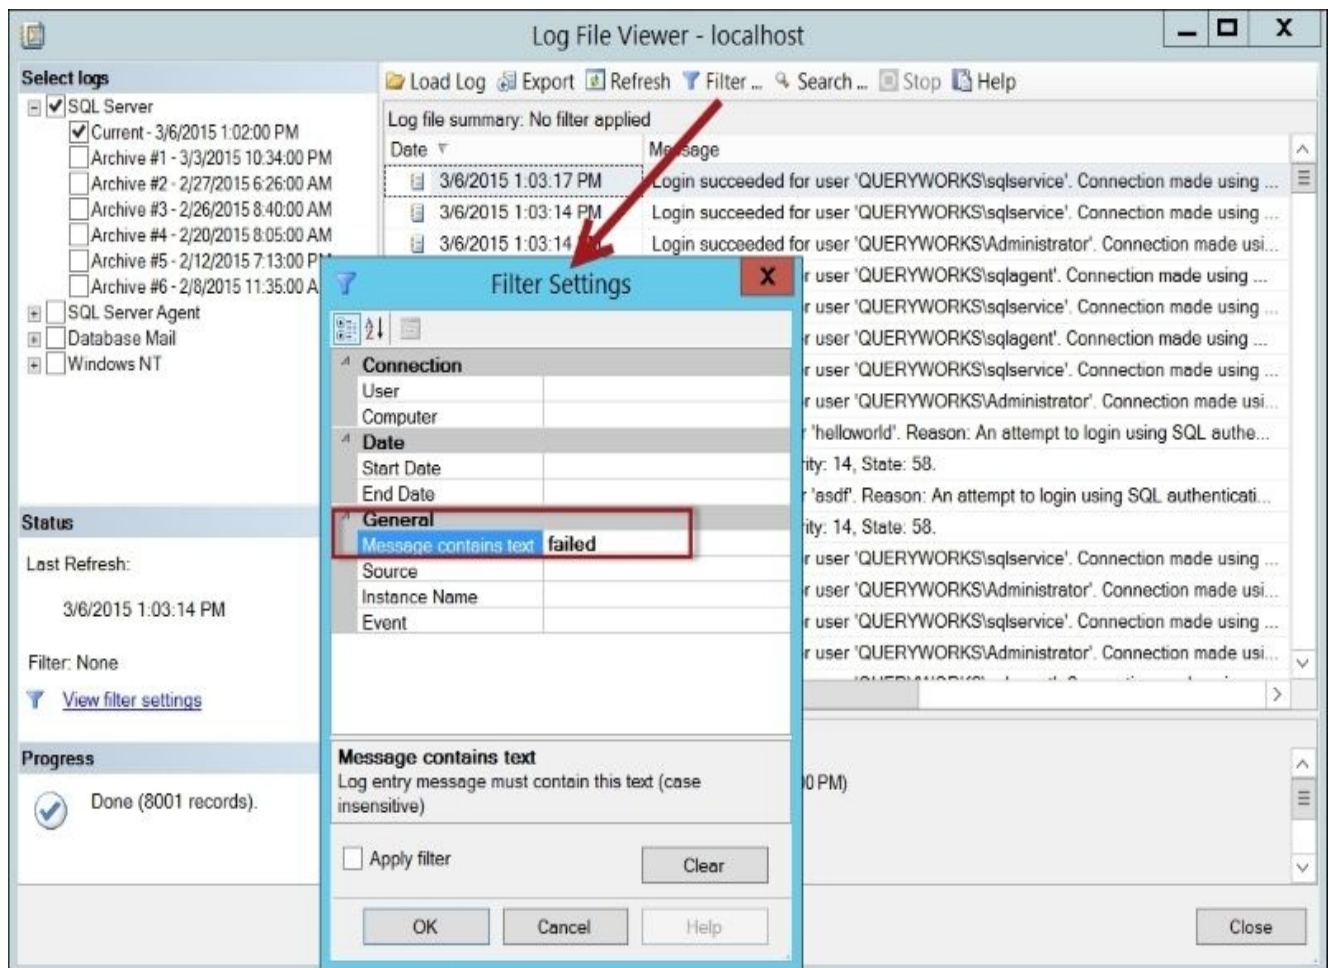 Log File Viewer - localhost
X
Select logs
SQL Server
Current - 3/6/2015 1:02:00 PM
Archive #1 - 3/3/2015 10:34:00 PM
Archive #2 - 2/27/2015 6:26:00 AM
Archive #3 - 2/26/2015 8:40:00 AM
Archive #4 - 2/20/2015 8:05:00 AM
Archive #5 - 2/12/2015 7:13:00 PM
Archive #6 - 2/8/2015 11:35:00 A
SQL Server Agent
Database Mail
Windows NT
Load Log Export Refresh Filter ... Search ... Stop Help
Log file summary: No filter applied
Date Message
3/6/2015 1:03:17 PM Login succeeded for user 'QUERYWORKS\sqlservice'. Connection made using ...
3/6/2015 1:03:14 PM Login succeeded for user 'QUERYWORKS\sqlservice'. Connection made using ...
3/6/2015 1:03:14 Login succeeded for user 'QUERYWORKS\Administrator'. Connection made usi...
r user 'QUERYWORKS\sqlagent'. Connection made using ...
r user 'QUERYWORKS\sqlservice'. Connection made using ...
r user 'QUERYWORKS\sqlagent'. Connection made using ...
r user 'QUERYWORKS\sqlservice'. Connection made using ...
r user 'QUERYWORKS\Administrator'. Connection made usi...
r 'helloworld'. Reason: An attempt to login using SQL authe...
rity: 14, State: 58.
r 'asdf'. Reason: An attempt to login using SQL authenticati...
rity: 14, State: 58.
r user 'QUERYWORKS\sqlservice'. Connection made using ...
r user 'QUERYWORKS\Administrator'. Connection made usi...
r user 'QUERYWORKS\sqlservice'. Connection made using ...
r user 'QUERYWORKS\Administrator'. Connection made usi...
00 PM)
Close
Status
Last Refresh:
3/6/2015 1:03:14 PM
Filter: None
View filter settings
Progress
Done (8001 records).
Filter Settings
X
Connection
User
Computer
Date
Start Date
End Date
General
Message contains text failed
Source
Instance Name
Event
Message contains text
Log entry message must contain this text (case
insensitive)
Apply filter
Clear
OK Cancel Help